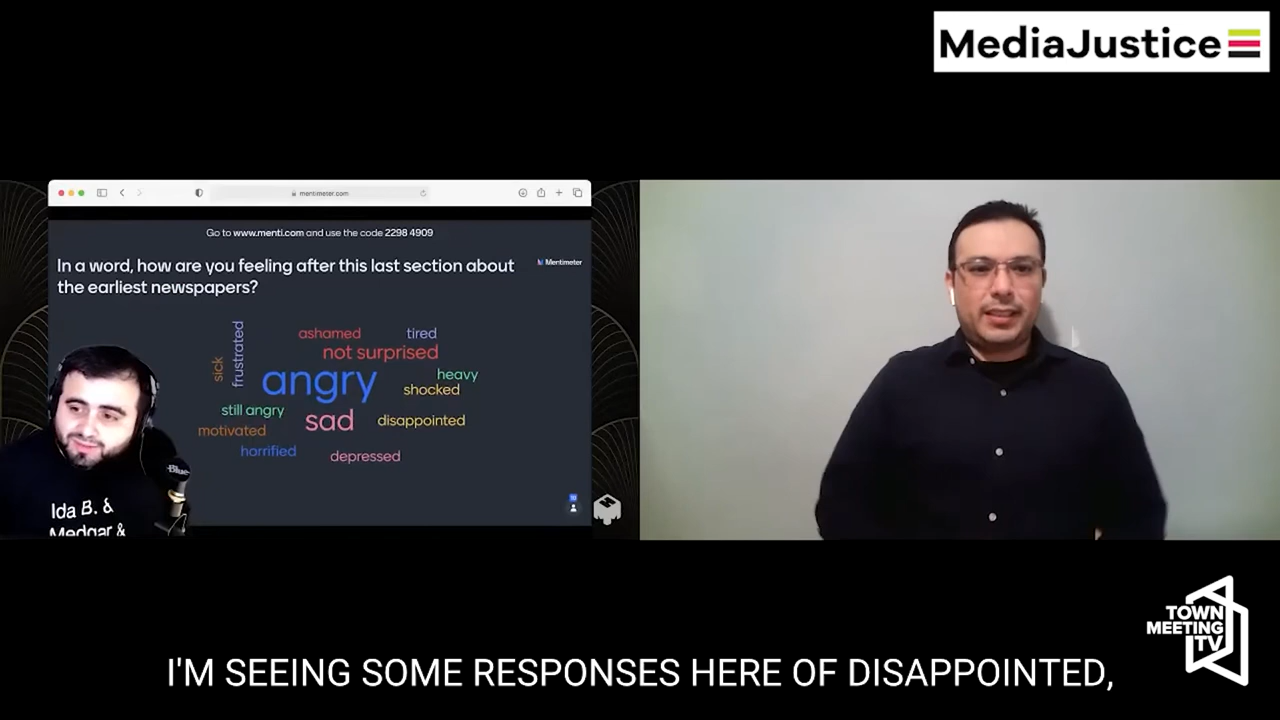 MediaJustice
mentimeter.com
Go to www.menti.com and use the code 2298 4909
In a word, how are you feeling after this last section about
the earliest newspapers?
Mentimeter
frustrated
sick
ashamed
tired
not surprised
angry
heavy
shocked
still angry
sad
disappointed
motivated
horrified
depressed
Blue
Ida B. &
Medgar &
TOWN
MEETING
TV
I'M SEEING SOME RESPONSES HERE OF DISAPPOINTED,